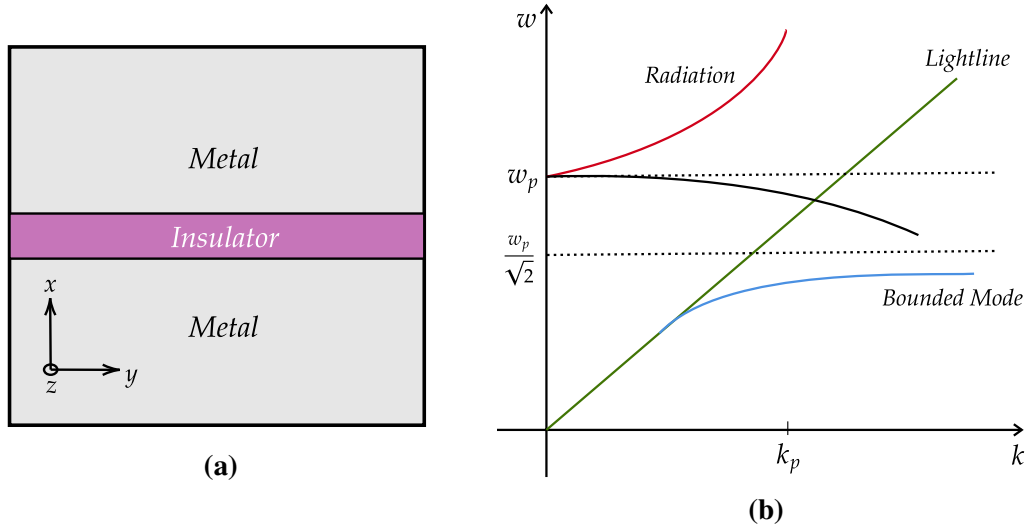 Metal
Insulator
Metal
x
y
z
(a)
w
Radiation
Lightline
w_p
w_p
√2
Bounded Mode
k_p
k
(b)